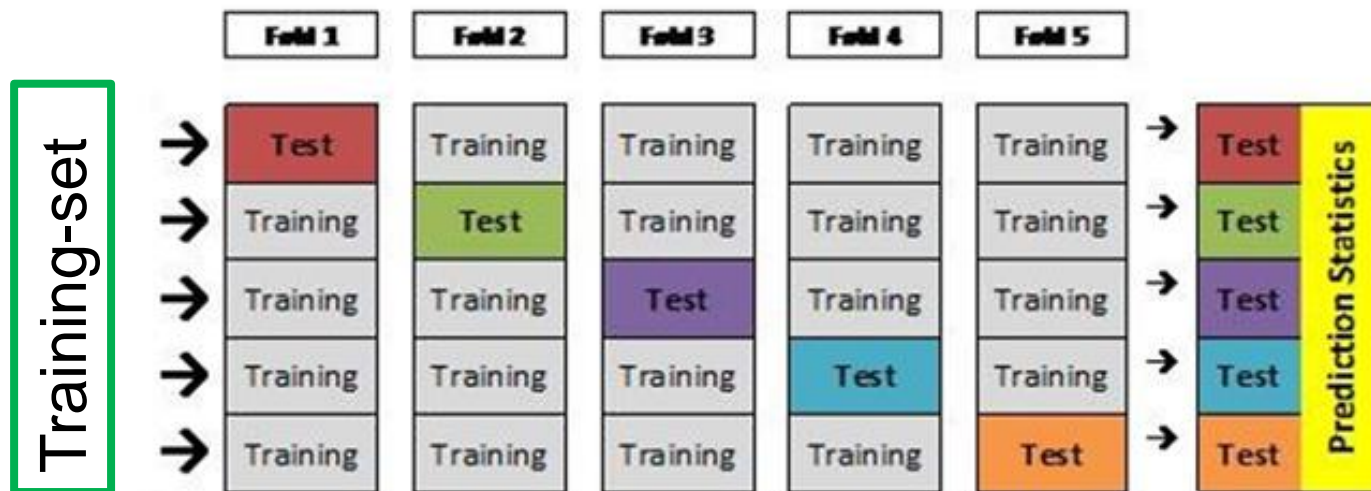 Fold 1 Fold 2 Fold 3 Fold 4 Fold 5
Training-set
Test Training Training Training Training Test
Training Test Training Training Training Test
Training Training Test Training Training Test
Training Training Training Test Training Test
Training Training Training Training Test Test
Prediction Statistics